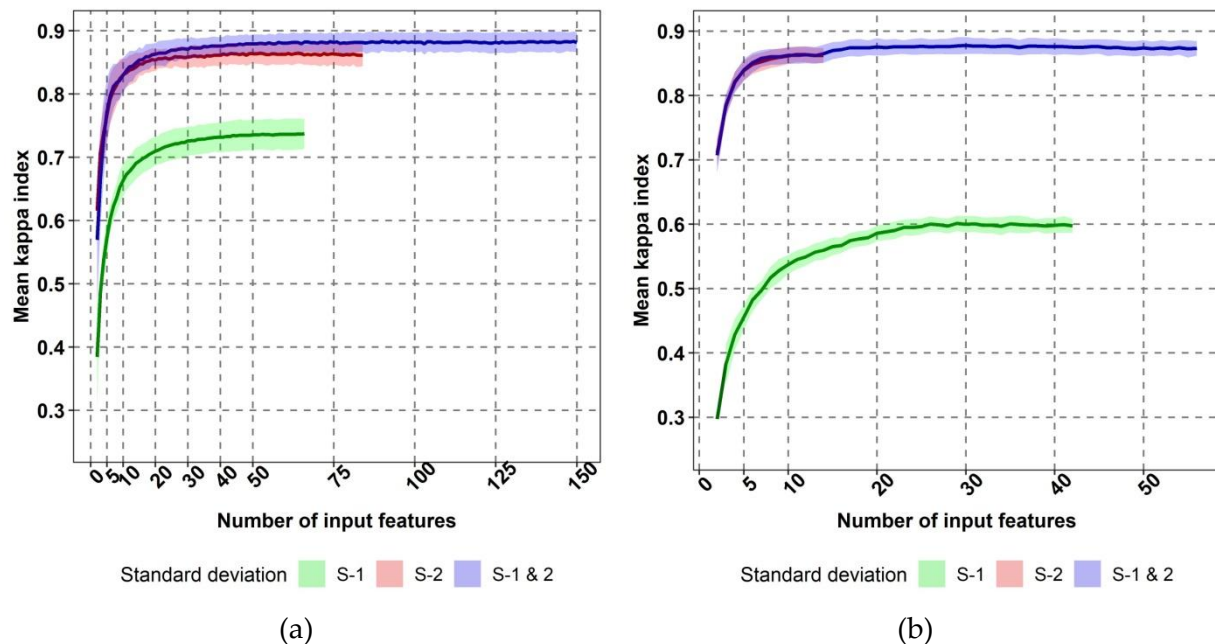 0.9
0.8
0.7
0.6
0.5
0.4
0.3
Mean kappa index
0 5 10 20 30 40 50 75 100 125 150
Number of input features
Standard deviation S-1 S-2 S-1 & 2
(a)
0.9
0.8
0.7
0.6
0.5
0.4
0.3
Mean kappa index
0 5 10 20 30 40 50
Number of input features
Standard deviation S-1 S-2 S-1 & 2
(b)